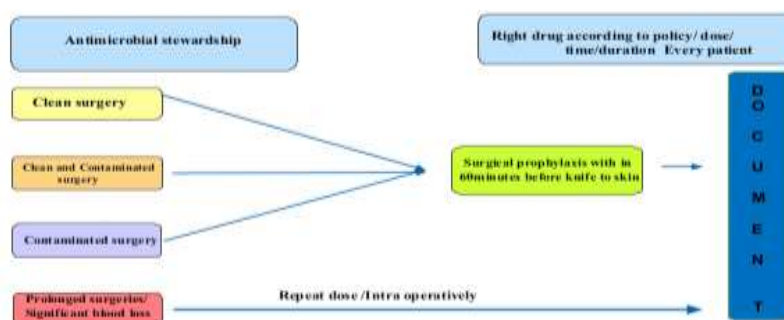 Antimicrobial stewardship
Right drug according to policy/ dose/
time/duration Every patient
Clean surgery
Clean and Contaminated
surgery
Contaminated surgery
Prolonged surgeries/
Significant blood loss
Surgical prophylaxis with in
60minutes before knife to skin
Repeat dose /Intra operatively
D
O
C
U
M
E
N
T